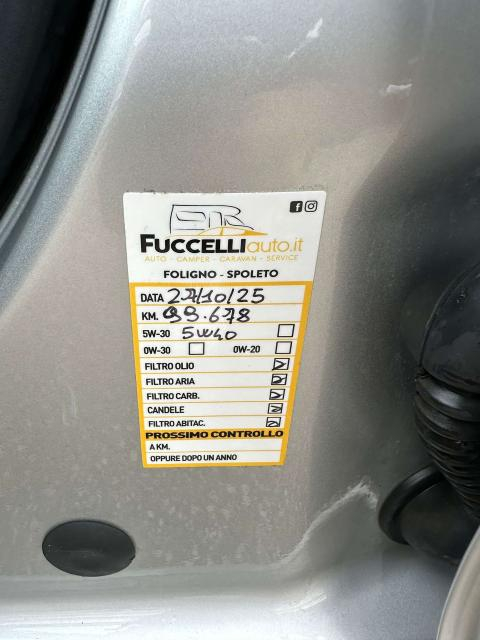 FUCCELLIauto.it
AUTO - CAMPER - CARAVAN - SERVICE
FOLIGNO - SPOLETO
DATA 27/10/25
KM. 99.678
5W-30 5W40
0W-30 0W-20
FILTRO OLIO
FILTRO ARIA
FILTRO CARB.
CANDELE
FILTRO ABITAC.
PROSSIMO CONTROLLO
A KM.
OPPURE DOPO UN ANNO